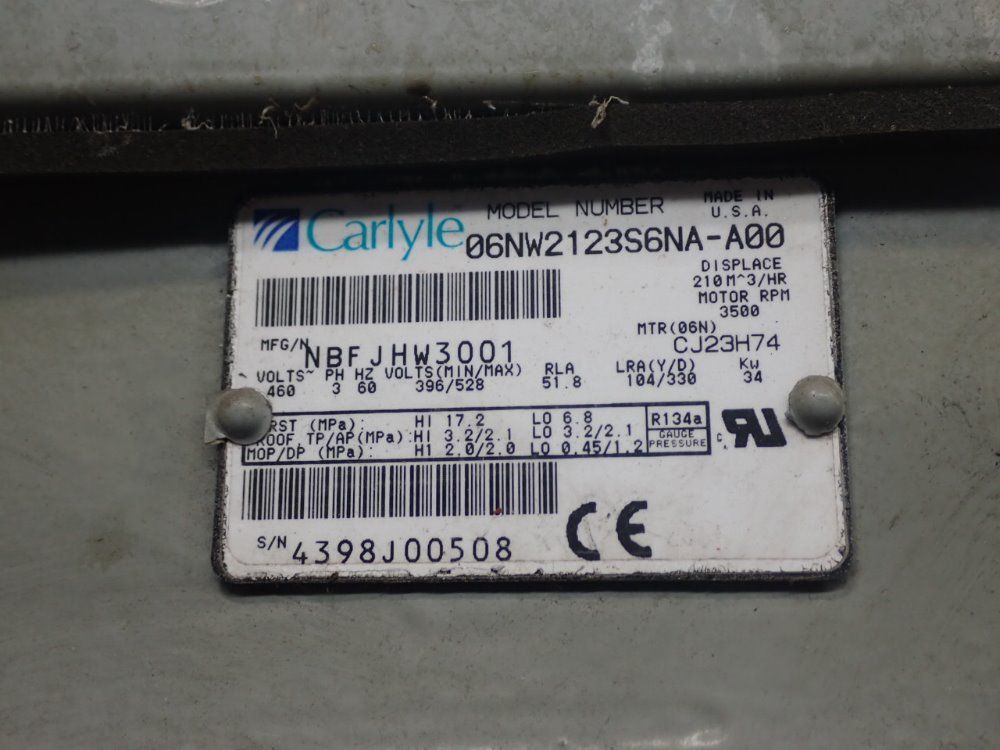 Carlyle MODEL NUMBER MADE IN
U.S.A.
06NW2123S6NA-A00
DISPLACE
210M^3/HR
MOTOR RPM
3500
MFG/N NBFJHW3001 MTR(06N)
CJ23H74
VOLTS~ PH HZ VOLTS(MIN/MAX) RLA LRA(Y/D) KW
460 3 60 396/528 51.8 104/330 34
(MPa): HI 17.2 LO 6.8 R134a
TP/AP(MPa):HI 3.2/2.1 LO 3.2/2.1 GAUGE
MOP/DP (MPa): HI 2.0/2.0 LO 0.45/1.2 PRESSURE
RU
S/N 4398J00508 CE